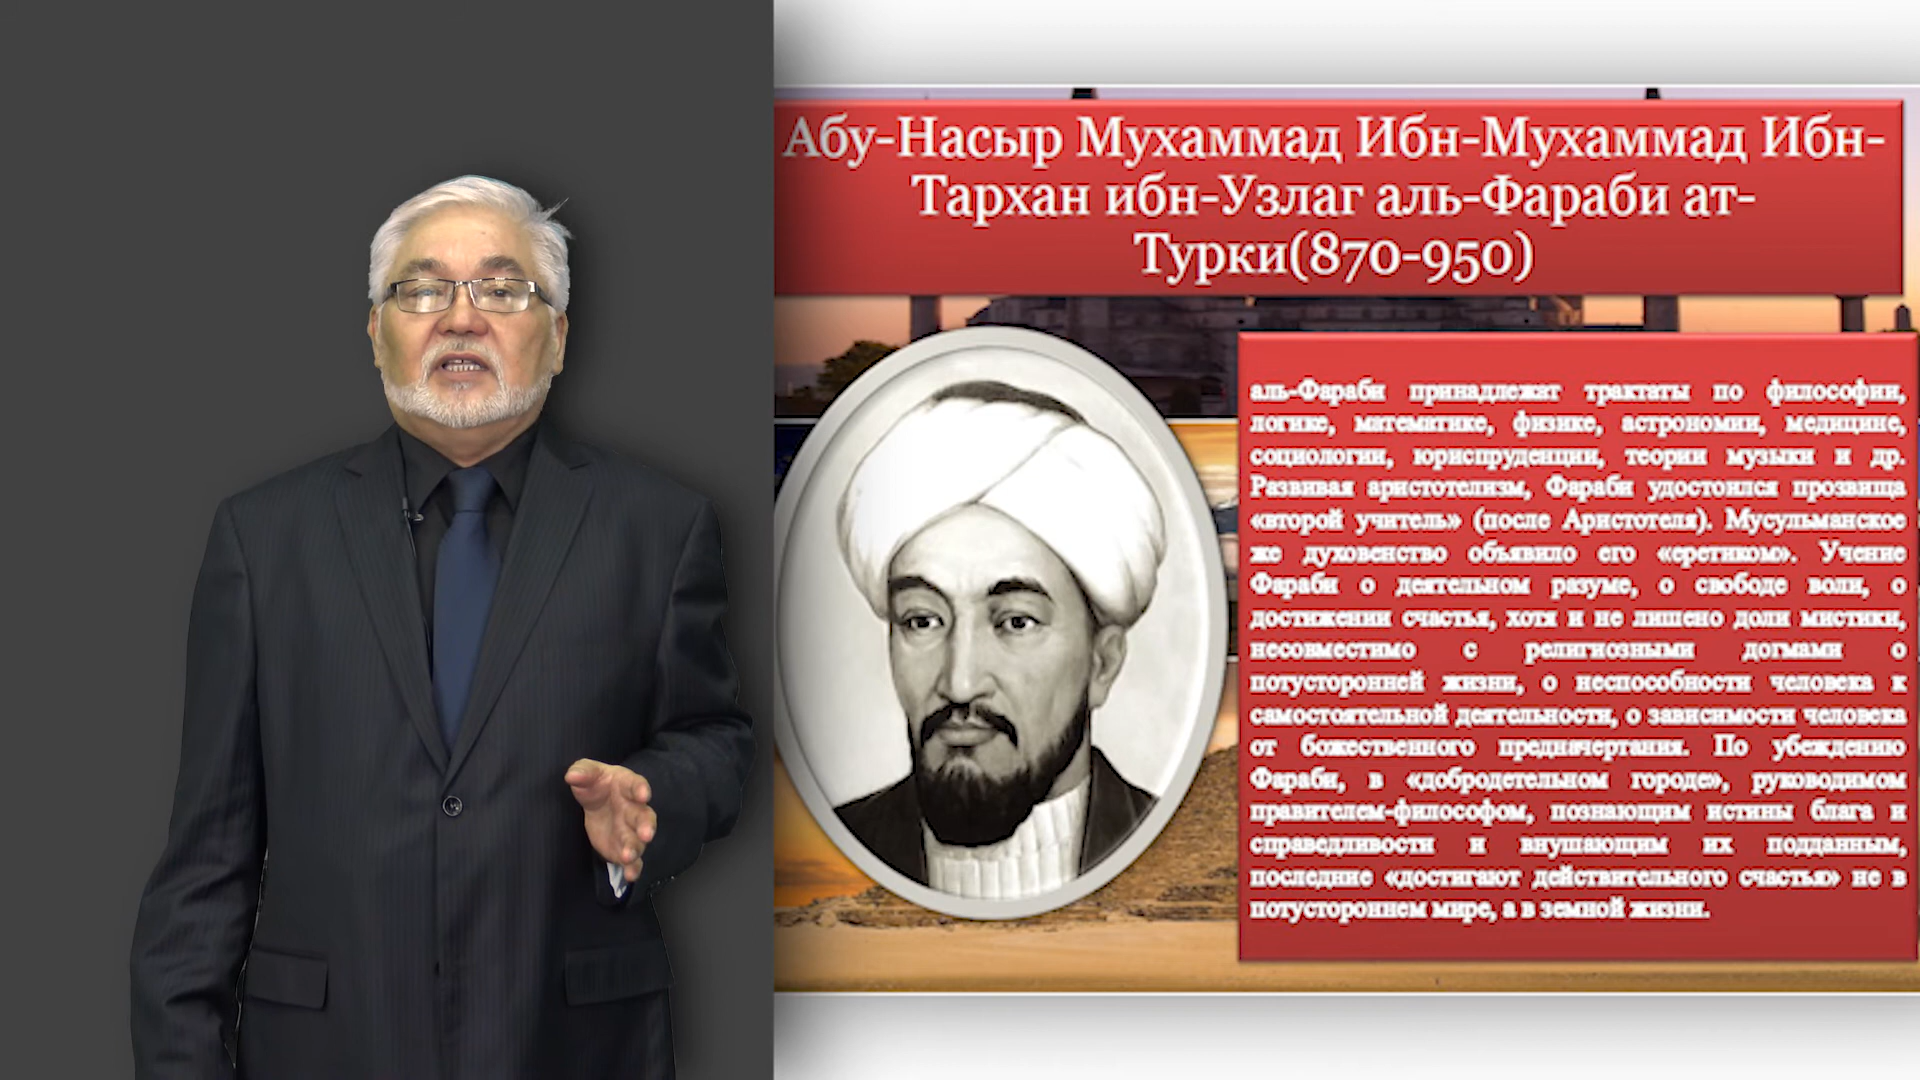 Абу-Насыр Мухаммад Ибн-Мухаммад Ибн-
Тархан ибн-Узлаг аль-Фараби ат-
Турки(870-950)
аль-Фараби принадлежат трактаты по философии,
логике, математике, физике, астрономии, медицине,
социологии, юриспруденции, теории музыки и др.
Развивая аристотелизм, Фараби удостоился прозвища
«второй учитель» (после Аристотеля). Мусульманское
же духовенство объявило его «еретиком». Учение
Фараби о деятельном разуме, о свободе воли, о
достижении счастья, хотя и не лишено доли мистики,
несовместимо с религиозными догмами о
потусторонней жизни, о неспособности человека к
самостоятельной деятельности, о зависимости человека
от божественного предначертания. По убеждению
Фараби, в «добродетельном городе», руководимом
правителем-философом, познающим истины блага и
справедливости и внушающим их подданным,
последние «достигают действительного счастья» не в
потустороннем мире, а в земной жизни.